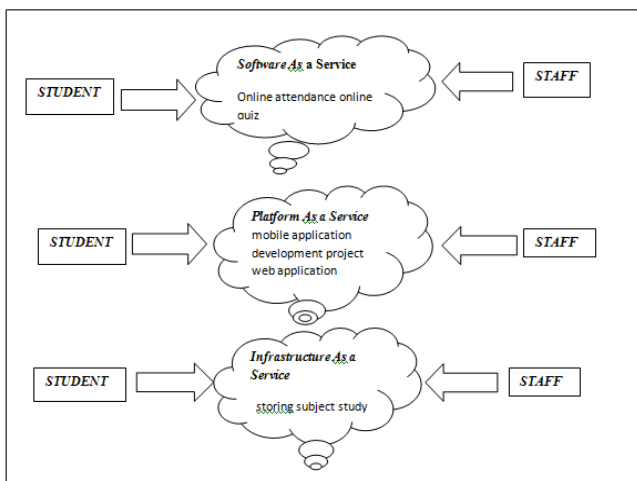 Software As a Service
STUDENT
STAFF
Online attendance online
quiz
Platform As a Service
mobile application
STUDENT
STAFF
development project
web application
Infrastructure As a
Service
STUDENT
STAFF
storing subject study